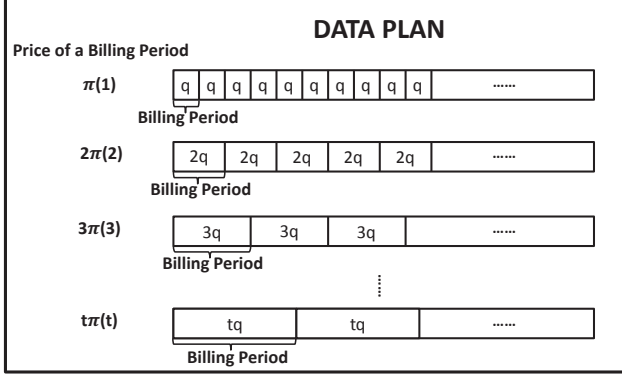 DATA PLAN
Price of a Billing Period
π(1) q q q q q q q q q q ......
Billing Period
2π(2) 2q 2q 2q 2q 2q ......
Billing Period
3π(3) 3q 3q 3q ......
Billing Period
tπ(t) tq tq ......
Billing Period